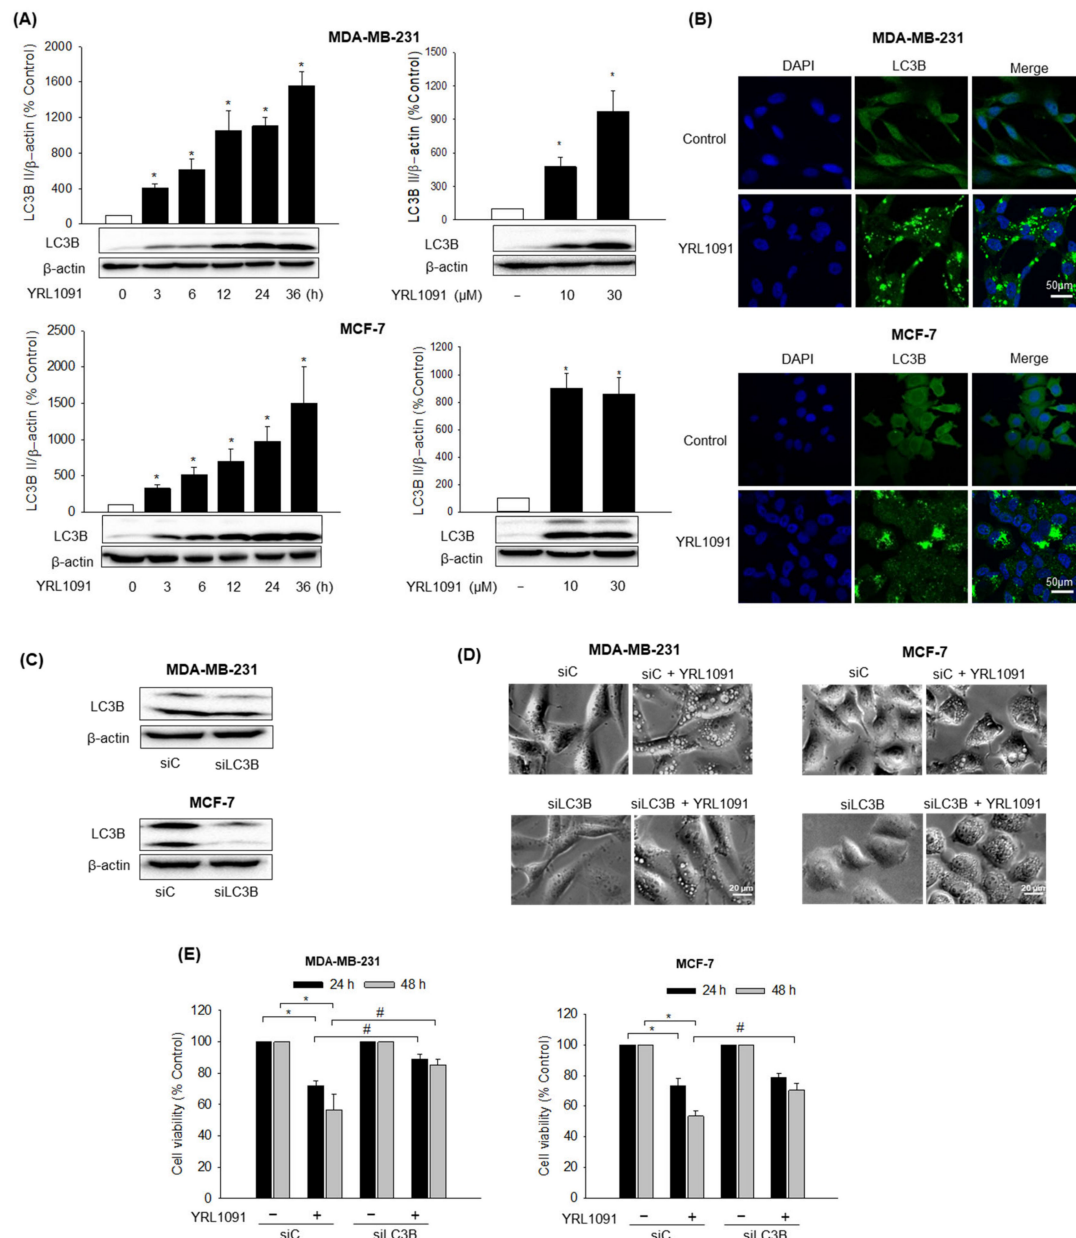 (A)
MDA-MB-231
LC3B II/β−actin (% Control)
2000
1600
1200
800
400
0
* * * * *
LC3B
β-actin
YRL1091 0 3 6 12 24 36 (h)
LC3B II/β−actin (%Control)
1500
1200
900
600
300
0
* *
LC3B
β-actin
YRL1091 (μM) – 10 30
MCF-7
LC3B II/β−actin (% Control)
2500
2000
1500
1000
500
0
* * * * *
LC3B
β-actin
YRL1091 0 3 6 12 24 36 (h)
LC3B II/β−actin (% Control)
1200
1000
800
600
400
200
0
* *
LC3B
β-actin
YRL1091 (μM) – 10 30
(B)
MDA-MB-231
DAPI LC3B Merge
Control
YRL1091
50μm
MCF-7
DAPI LC3B Merge
Control
YRL1091
50μm
(C)
MDA-MB-231
LC3B
β-actin
siC siLC3B
MCF-7
LC3B
β-actin
siC siLC3B
(D)
MDA-MB-231
siC siC + YRL1091
siLC3B siLC3B + YRL1091
20 μm
MCF-7
siC siC + YRL1091
siLC3B siLC3B + YRL1091
20 μm
(E)
MDA-MB-231
24 h 48 h
Cell viability (% Control)
120
100
80
60
40
20
0
*
*
#
#
YRL1091 – + – +
siC siLC3B
MCF-7
24 h 48 h
Cell viability (% Control)
120
100
80
60
40
20
0
*
*
#
YRL1091 – + – +
siC siLC3B